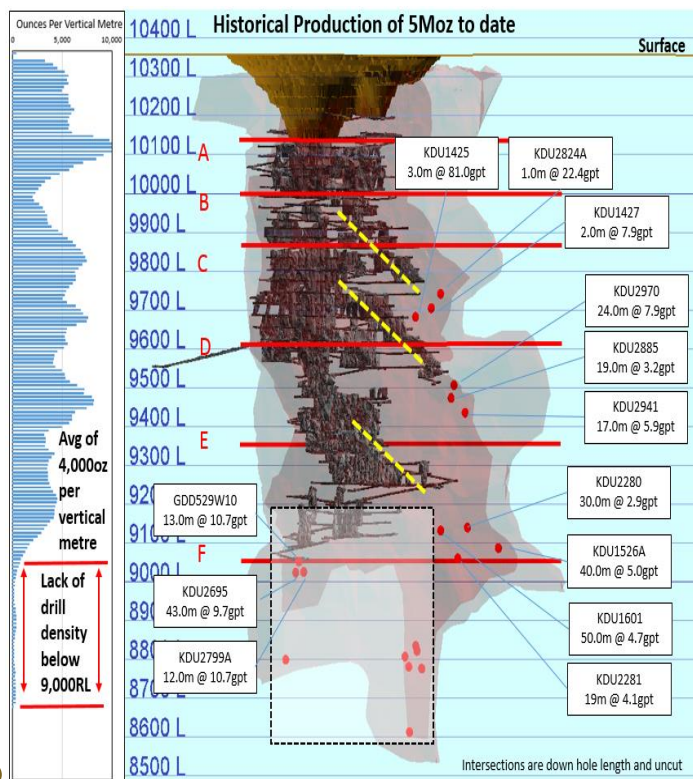 Ounces Per Vertical Metre
0 5,000 10,000
Historical Production of 5Moz to date
Surface
10400 L
10300 L
10200 L
10100 L
10000 L
9900 L
9800 L
9700 L
9600 L
9500 L
9400 L
9300 L
9200 L
9100 L
9000 L
8900 L
8800 L
8700 L
8600 L
8500 L
A
B
C
D
E
F
KDU1425
3.0m @ 81.0gpt
KDU2824A
1.0m @ 22.4gpt
KDU1427
2.0m @ 7.9gpt
KDU2970
24.0m @ 7.9gpt
KDU2885
19.0m @ 3.2gpt
KDU2941
17.0m @ 5.9gpt
KDU2280
30.0m @ 2.9gpt
KDU1526A
40.0m @ 5.0gpt
KDU1601
50.0m @ 4.7gpt
KDU2281
19m @ 4.1gpt
GDD529W10
13.0m @ 10.7gpt
KDU2695
43.0m @ 9.7gpt
KDU2799A
12.0m @ 10.7gpt
Avg of
4,000oz
per
vertical
metre
Lack of
drill
density
below
9,000RL
Intersections are down hole length and uncut